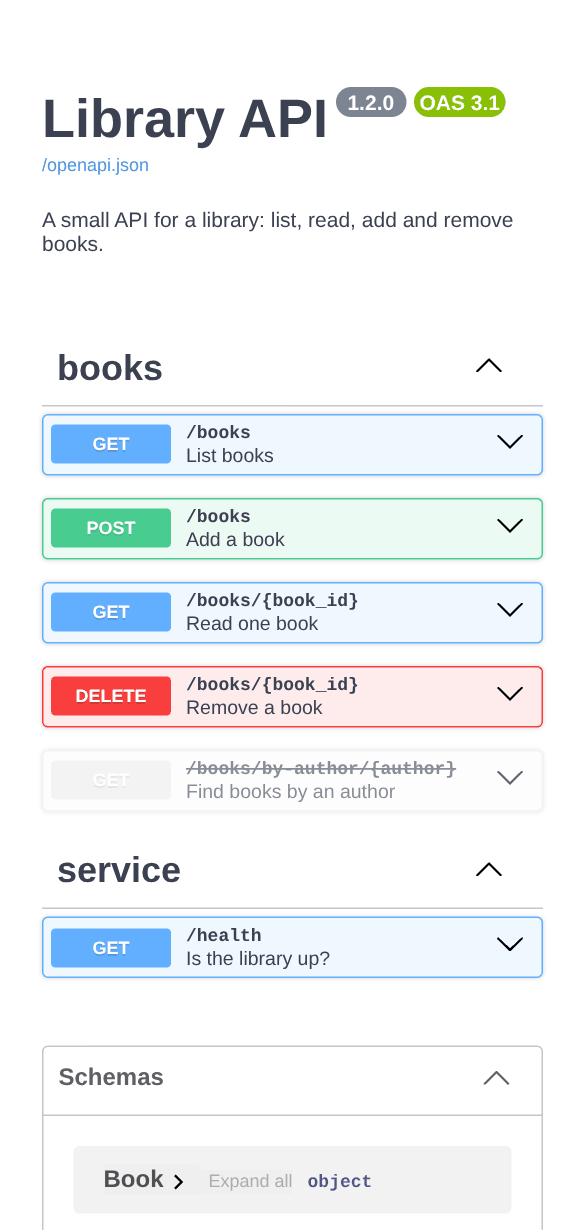 Library API 1.2.0 OAS 3.1
/openapi.json
A small API for a library: list, read, add and remove
books.
books
GET /books
List books
POST /books
Add a book
GET /books/{book_id}
Read one book
DELETE /books/{book_id}
Remove a book
GET /books/by-author/{author}
Find books by an author
service
GET /health
Is the library up?
Schemas
Book Expand all object